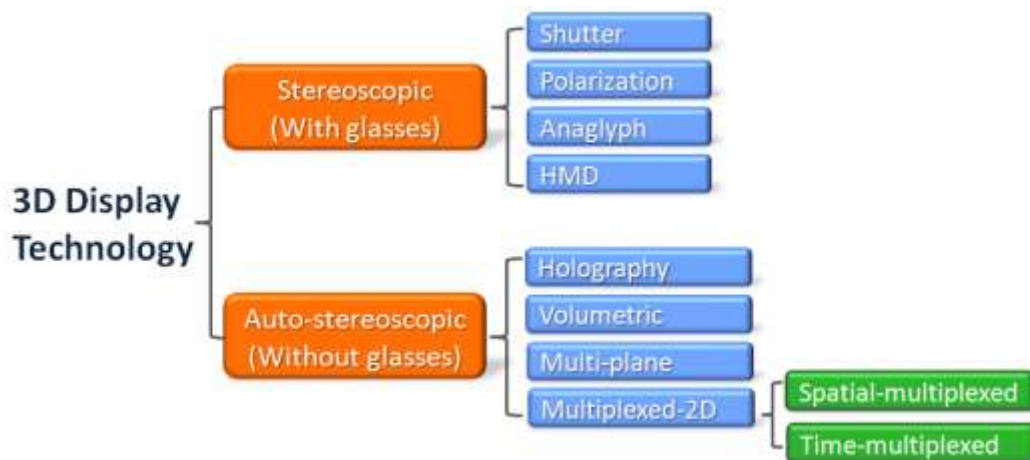 3D Display
Technology
Stereoscopic
(With glasses)
Shutter
Polarization
Anaglyph
HMD
Auto-stereoscopic
(Without glasses)
Holography
Volumetric
Multi-plane
Multiplexed-2D
Spatial-multiplexed
Time-multiplexed